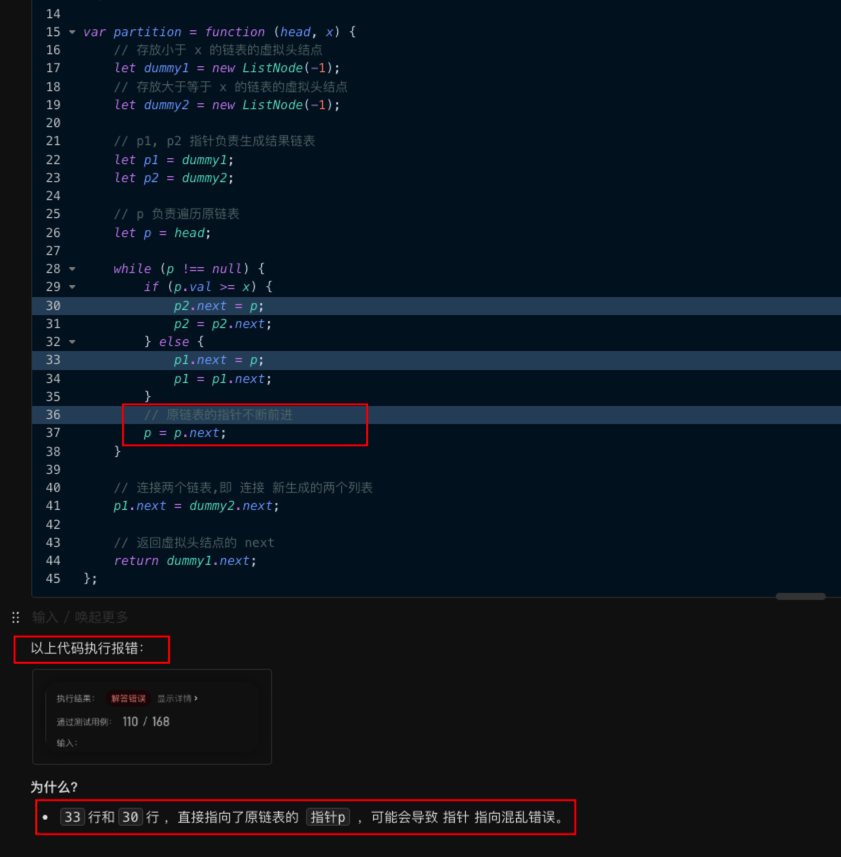 14
15 var partition = function (head, x) {
16 // 存放小于 x 的链表的虚拟头结点
17 let dummy1 = new ListNode(-1);
18 // 存放大于等于 x 的链表的虚拟头结点
19 let dummy2 = new ListNode(-1);
20
21 // p1, p2 指针负责生成结果链表
22 let p1 = dummy1;
23 let p2 = dummy2;
24
25 // p 负责遍历原链表
26 let p = head;
27
28 while (p !== null) {
29 if (p.val >= x) {
30 p2.next = p;
31 p2 = p2.next;
32 } else {
33 p1.next = p;
34 p1 = p1.next;
35 }
36 // 原链表的指针不断前进
37 p = p.next;
38 }
39
40 // 连接两个链表,即 连接 新生成的两个列表
41 p1.next = dummy2.next;
42
43 // 返回虚拟头结点的 next
44 return dummy1.next;
45 };
输入 / 唤起更多
以上代码执行报错：
执行结果： 解答错误 显示详情 ›
通过测试用例： 110 / 168
输入：
为什么?
• 33 行和 30 行 ，直接指向了原链表的 指针p ，可能会导致 指针 指向混乱错误。